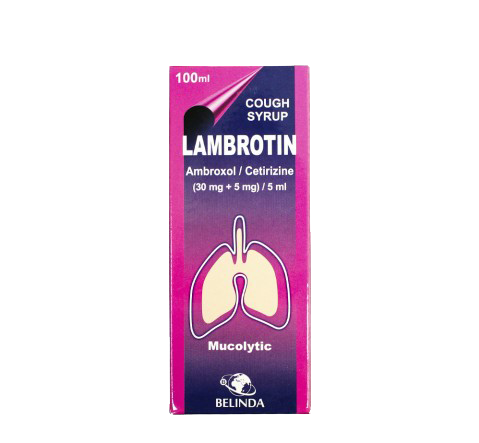 100ml
COUGH
SYRUP
LAMBROTIN
Ambroxol / Cetirizine
(30 mg + 5 mg) / 5 ml
Mucolytic
BELINDA